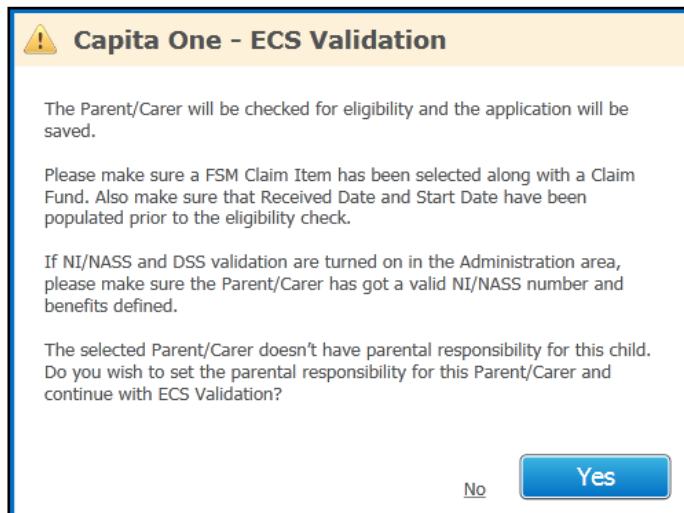 Capita One - ECS Validation
The Parent/Carer will be checked for eligibility and the application will be
saved.
Please make sure a FSM Claim Item has been selected along with a Claim
Fund. Also make sure that Received Date and Start Date have been
populated prior to the eligibility check.
If NI/NASS and DSS validation are turned on in the Administration area,
please make sure the Parent/Carer has got a valid NI/NASS number and
benefits defined.
The selected Parent/Carer doesn't have parental responsibility for this child.
Do you wish to set the parental responsibility for this Parent/Carer and
continue with ECS Validation?
No
Yes